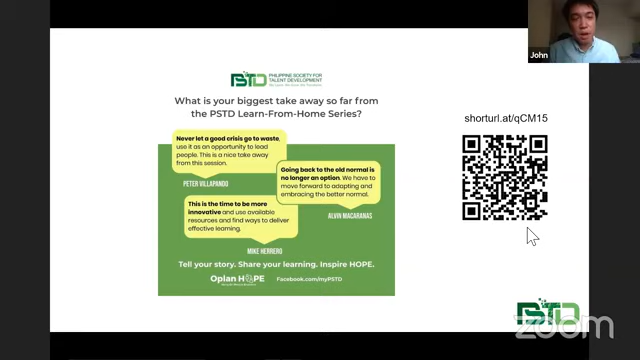 PSTD
PHILIPPINE SOCIETY FOR
TALENT DEVELOPMENT
What is your biggest take away so far from
the PSTD Learn-From-Home Series?
Never let a good crisis go to waste,
use it as an opportunity to lead
people. This is a nice take away
from this session.
PETER VILLAPANDO
Going back to the old normal is
no longer an option. We have to
move forward to adapting and
embracing the better normal.
ALVIN MACARANAS
This is the time to be more
innovative and use available
resources and find ways to deliver
effective learning.
MIKE HERRERO
Tell your story. Share your learning. Inspire HOPE.
Oplan HOPE
Facebook.com/myPSTD
shorturl.at/qCM15
John
PSTD
zoom